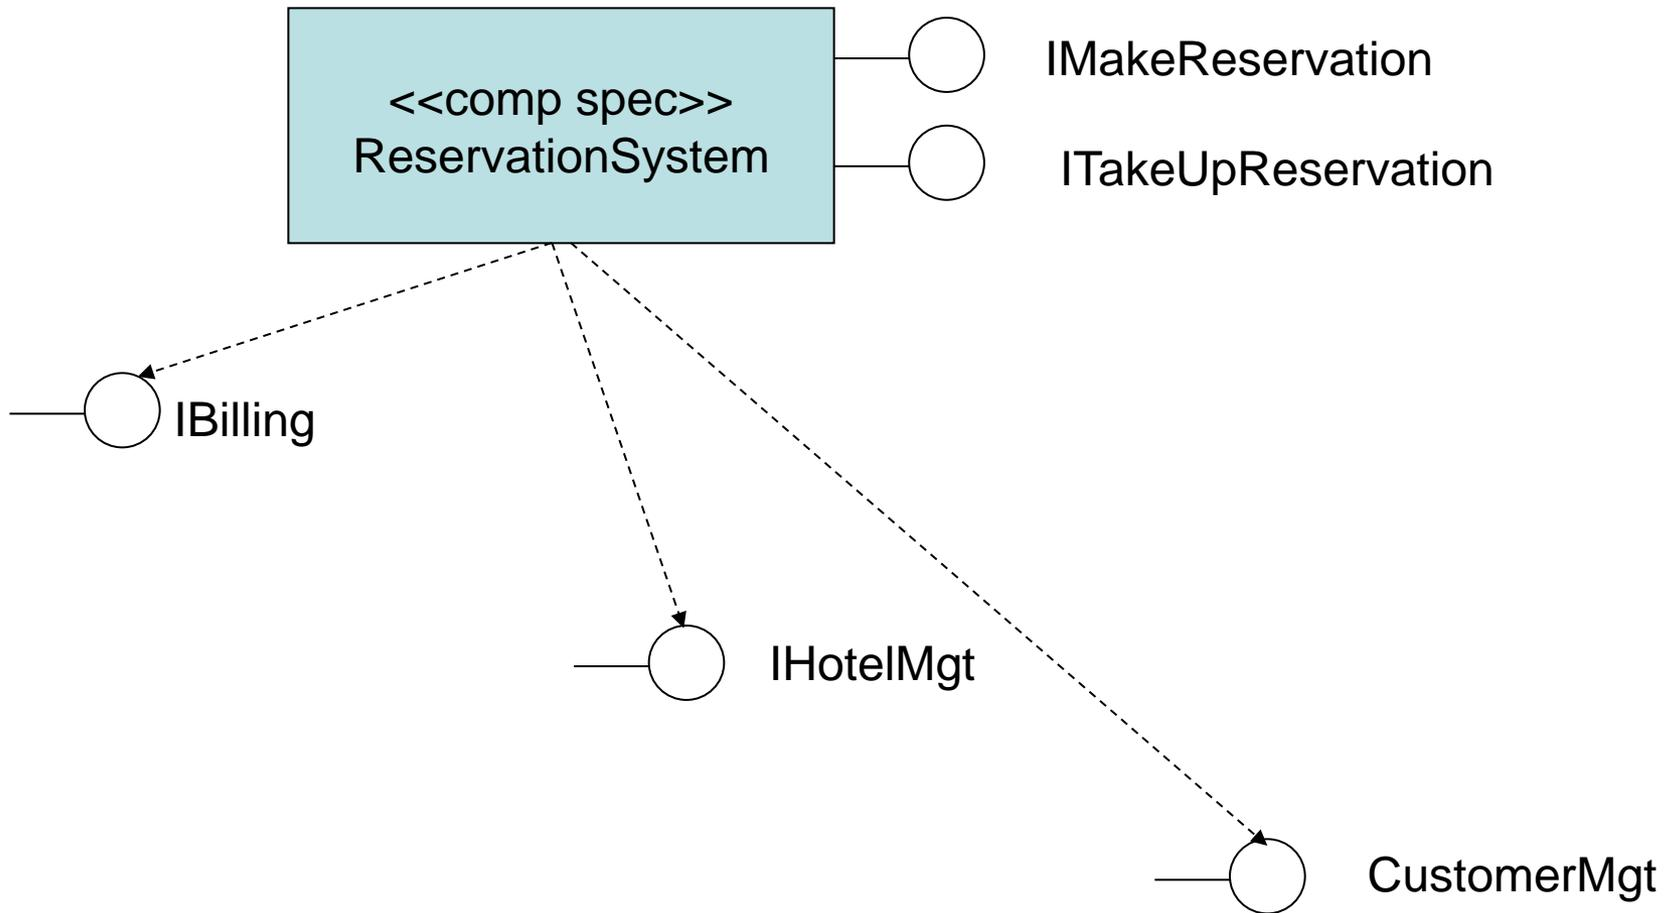 <<comp spec>>
ReservationSystem
IMakeReservation
ITakeUpReservation
IBilling
IHotelMgt
CustomerMgt